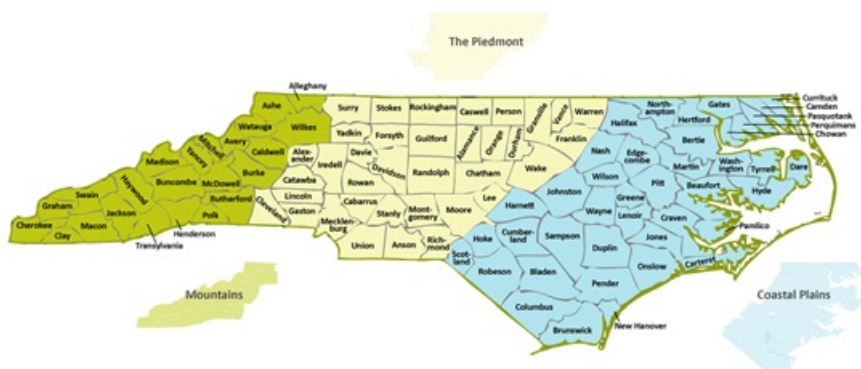 The Piedmont
Alleghany
Ashe
Surry
Stokes
Rockingham
Caswell
Person
Granville
Vance
Warren
North-
ampton
Gates
Currituck
Camden
Pasquotank
Perquimans
Chowan
Watauga
Wilkes
Yadkin
Forsyth
Guilford
Alamance
Orange
Durham
Franklin
Halifax
Hertford
Bertie
Mitchell
Avery
Yancey
Caldwell
Alex-
ander
Iredell
Davie
Davidson
Randolph
Chatham
Wake
Nash
Edge-
combe
Martin
Wash-
ington
Tyrrell
Dare
Madison
Buncombe
McDowell
Burke
Catawba
Rowan
Wilson
Pitt
Beaufort
Hyde
Haywood
Swain
Graham
Cherokee
Clay
Macon
Jackson
Transylvania
Henderson
Polk
Rutherford
Cleveland
Lincoln
Gaston
Mecklen-
burg
Cabarrus
Stanly
Mont-
gomery
Moore
Lee
Harnett
Johnston
Wayne
Greene
Lenoir
Craven
Pamlico
Union
Anson
Rich-
mond
Scot-
land
Hoke
Cumber-
land
Sampson
Duplin
Jones
Carteret
Onslow
Robeson
Bladen
Pender
Columbus
Brunswick
New Hanover
Mountains
Coastal Plains